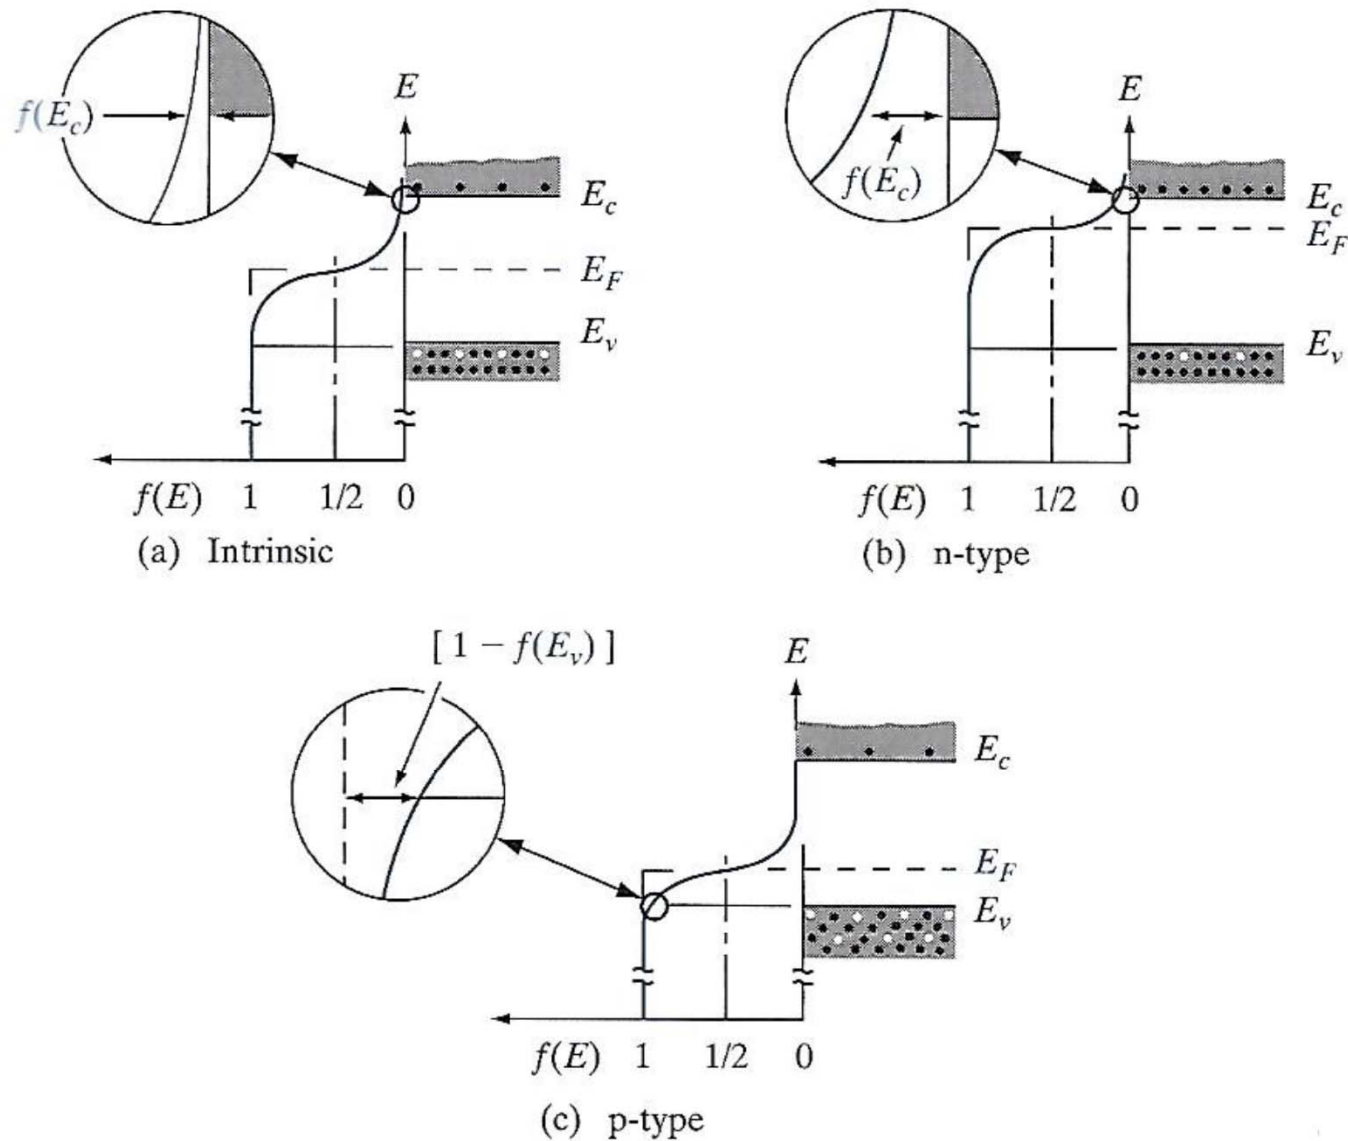 f(E_c)
E
E_c
E_F
E_v
f(E) 1 1/2 0
(a) Intrinsic
f(E_c)
E
E_c
E_F
E_v
f(E) 1 1/2 0
(b) n-type
[ 1 − f(E_v) ]
E
E_c
E_F
E_v
f(E) 1 1/2 0
(c) p-type